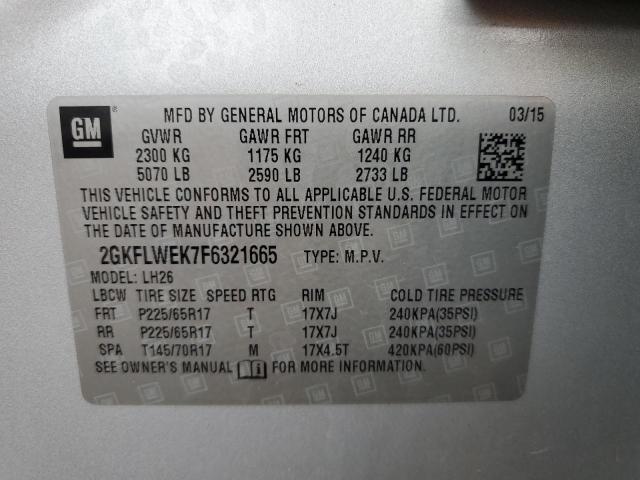 GM ® MFD BY GENERAL MOTORS OF CANADA LTD. 03/15
GVWR GAWR FRT GAWR RR
2300 KG 1175 KG 1240 KG
5070 LB 2590 LB 2733 LB
THIS VEHICLE CONFORMS TO ALL APPLICABLE U.S. FEDERAL MOTOR
VEHICLE SAFETY AND THEFT PREVENTION STANDARDS IN EFFECT ON
THE DATE OF MANUFACTURE SHOWN ABOVE.
2GKFLWEK7F6321665 TYPE: M.P.V.
MODEL: LH26
LBCW TIRE SIZE SPEED RTG RIM COLD TIRE PRESSURE
FRT P225/65R17 T 17X7J 240KPA(35PSI)
RR P225/65R17 T 17X7J 240KPA(35PSI)
SPA T145/70R17 M 17X4.5T 420KPA(60PSI)
SEE OWNER'S MANUAL FOR MORE INFORMATION.